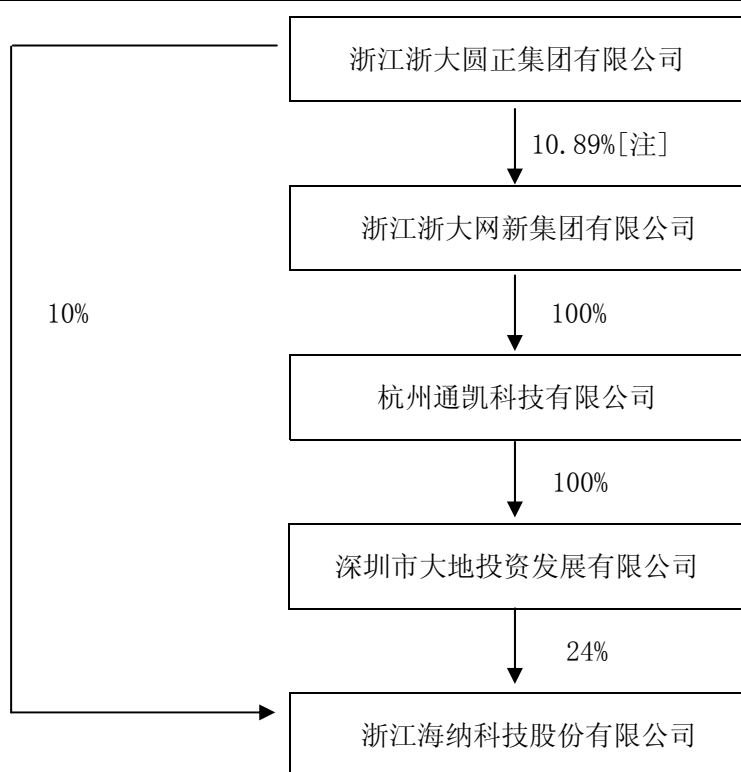 浙江浙大圆正集团有限公司
10.89%[注]
浙江浙大网新集团有限公司
10%
100%
杭州通凯科技有限公司
100%
深圳市大地投资发展有限公司
24%
浙江海纳科技股份有限公司